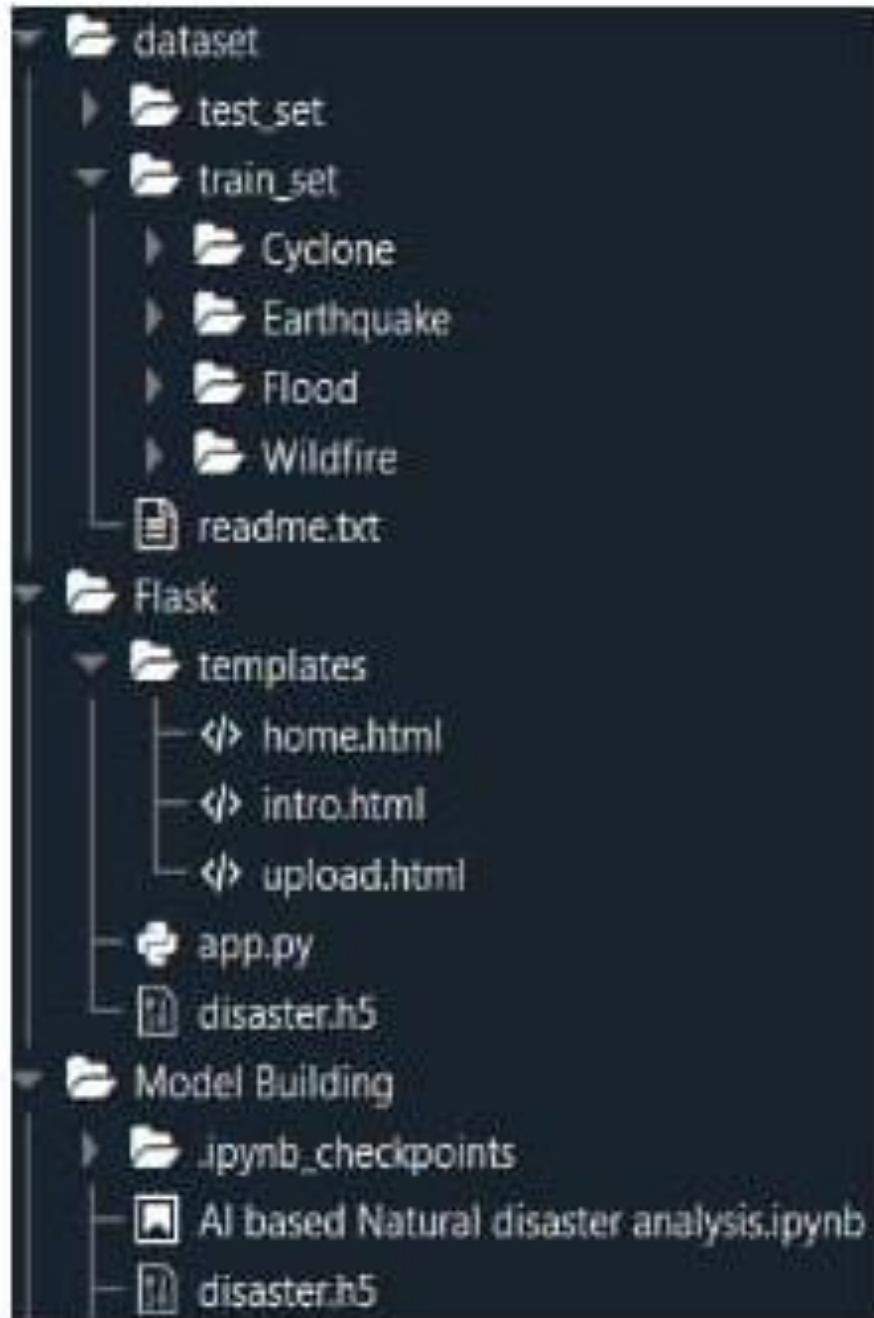 dataset
test_set
train_set
Cyclone
Earthquake
Flood
Wildfire
readme.txt
Flask
templates
home.html
intro.html
upload.html
app.py
disaster.h5
Model Building
.ipynb_checkpoints
AI based Natural disaster analysis.ipynb
disaster.h5